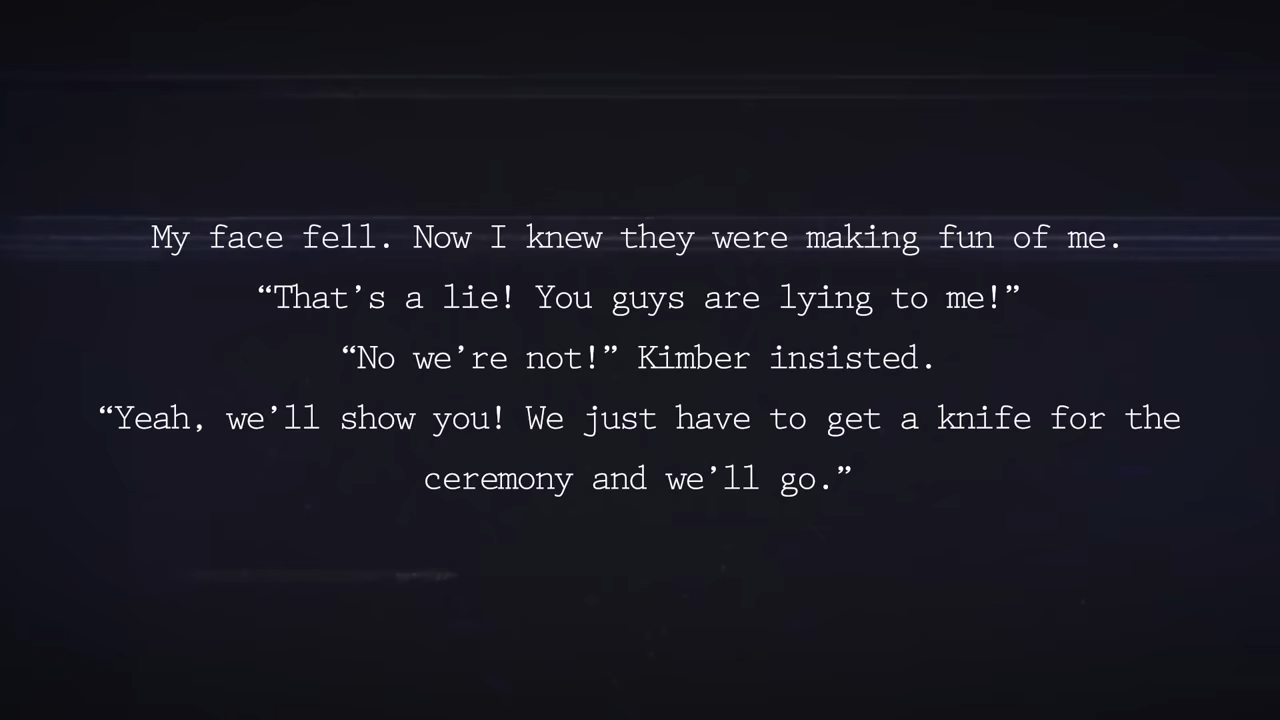 My face fell. Now I knew they were making fun of me.
“That’s a lie! You guys are lying to me!”
“No we’re not!” Kimber insisted.
“Yeah, we’ll show you! We just have to get a knife for the
ceremony and we’ll go.”